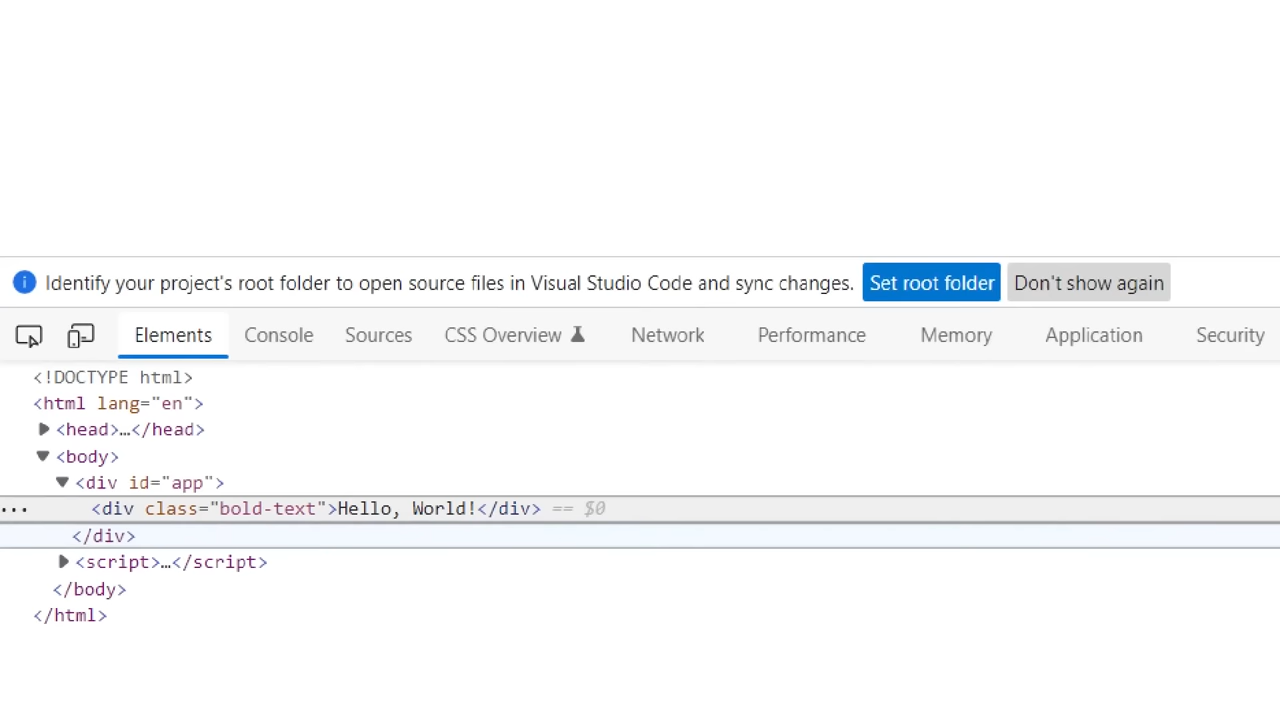 Identify your project's root folder to open source files in Visual Studio Code and sync changes. Set root folder Don't show again
Elements Console Sources CSS Overview Network Performance Memory Application Security
<!DOCTYPE html>
<html lang="en">
<head>…</head>
<body>
<div id="app">
... <div class="bold-text">Hello, World!</div> == $0
</div>
<script>…</script>
</body>
</html>